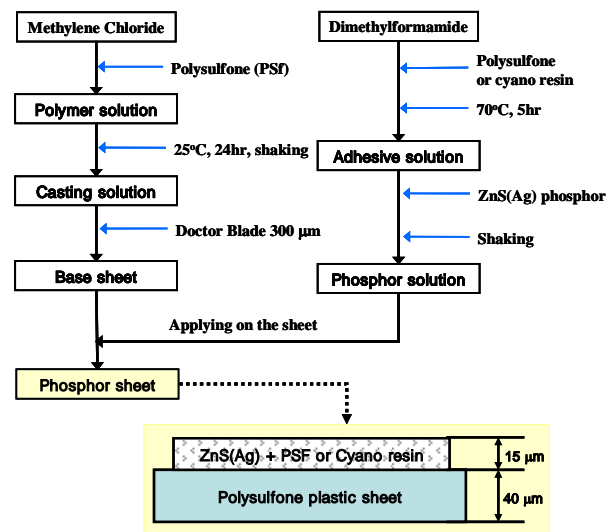 Methylene Chloride
Polysulfone (PSf)
Polymer solution
25°C, 24hr, shaking
Casting solution
Doctor Blade 300 μm
Base sheet
Dimethylformamide
Polysulfone
or cyano resin
70°C, 5hr
Adhesive solution
ZnS(Ag) phosphor
Shaking
Phosphor solution
Applying on the sheet
Phosphor sheet
ZnS(Ag) + PSF or Cyano resin
15 μm
Polysulfone plastic sheet
40 μm